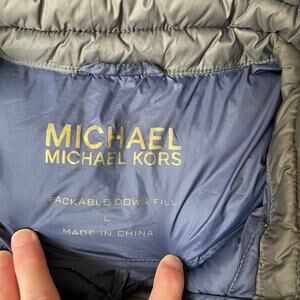 MICHAEL
MICHAEL KORS
PACKABLE DOWN FILL
L
MADE IN CHINA